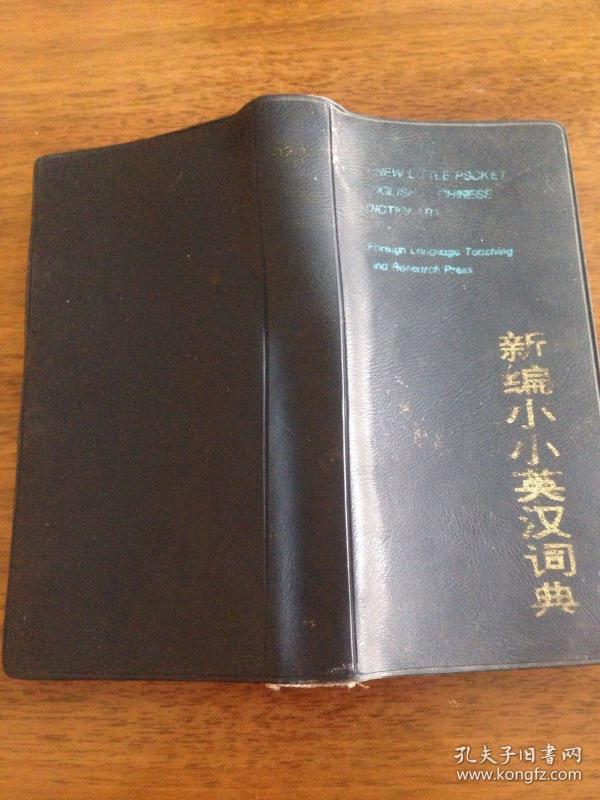 NEW LITTLE POCKET
ENGLISH CHINESE
DICTIONARY
Foreign Language Teaching
and Research Press
新编小小英汉词典
孔夫子旧書网
www.kongfz.com